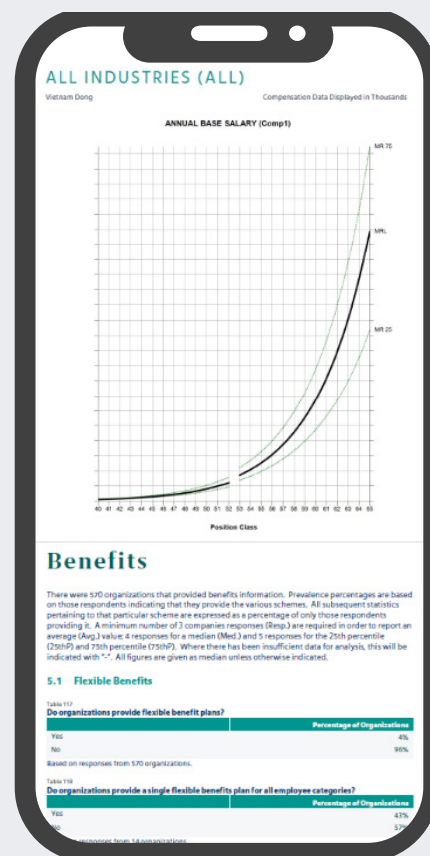 ALL INDUSTRIES (ALL)
Vietnam Dong Compensation Data Displayed in Thousands
ANNUAL BASE SALARY (Comp1)
MR 75
MRL
MR 25
40 41 42 43 44 45 46 47 48 49 50 51 52 53 54 55 56 57 58 59 60 61 62 63 64 65
Position Class
Benefits
There were 570 organizations that provided benefits information. Prevalence percentages are based
on those respondents indicating that they provide the various schemes. All subsequent statistics
pertaining to that particular scheme are expressed as a percentage of only those respondents
providing it. A minimum number of 3 companies responses (Resp.) are required in order to report an
average (Avg.) value; 4 responses for a median (Med.) and 5 responses for the 25th percentile
(25thP) and 75th percentile (75thP). Where there has been insufficient data for analysis, this will be
indicated with "-". All figures are given as median unless otherwise indicated.
5.1 Flexible Benefits
Table 117
Do organizations provide flexible benefit plans?
Percentage of Organizations
Yes 4%
No 96%
Based on responses from 570 organizations.
Table 118
Do organizations provide a single flexible benefits plan for all employee categories?
Percentage of Organizations
Yes 43%
No 57%
responses from 14 organizations